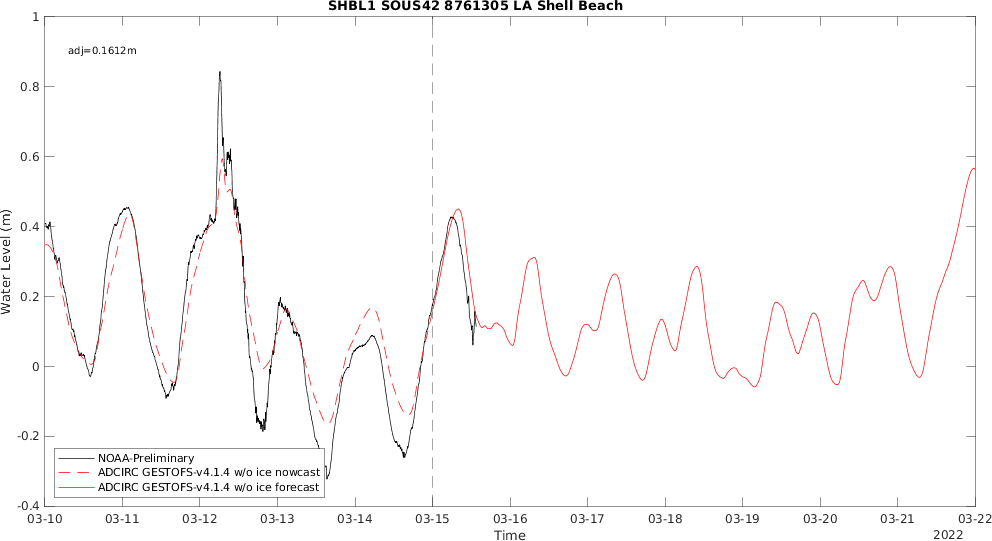 SHBL1 SOUS42 8761305 LA Shell Beach
adj=0.1612m
Water Level (m)
1
0.8
0.6
0.4
0.2
0
-0.2
-0.4
NOAA-Preliminary
ADCIRC GESTOFS-v4.1.4 w/o ice nowcast
ADCIRC GESTOFS-v4.1.4 w/o ice forecast
03-10 03-11 03-12 03-13 03-14 03-15 03-16 03-17 03-18 03-19 03-20 03-21 03-22
Time
2022